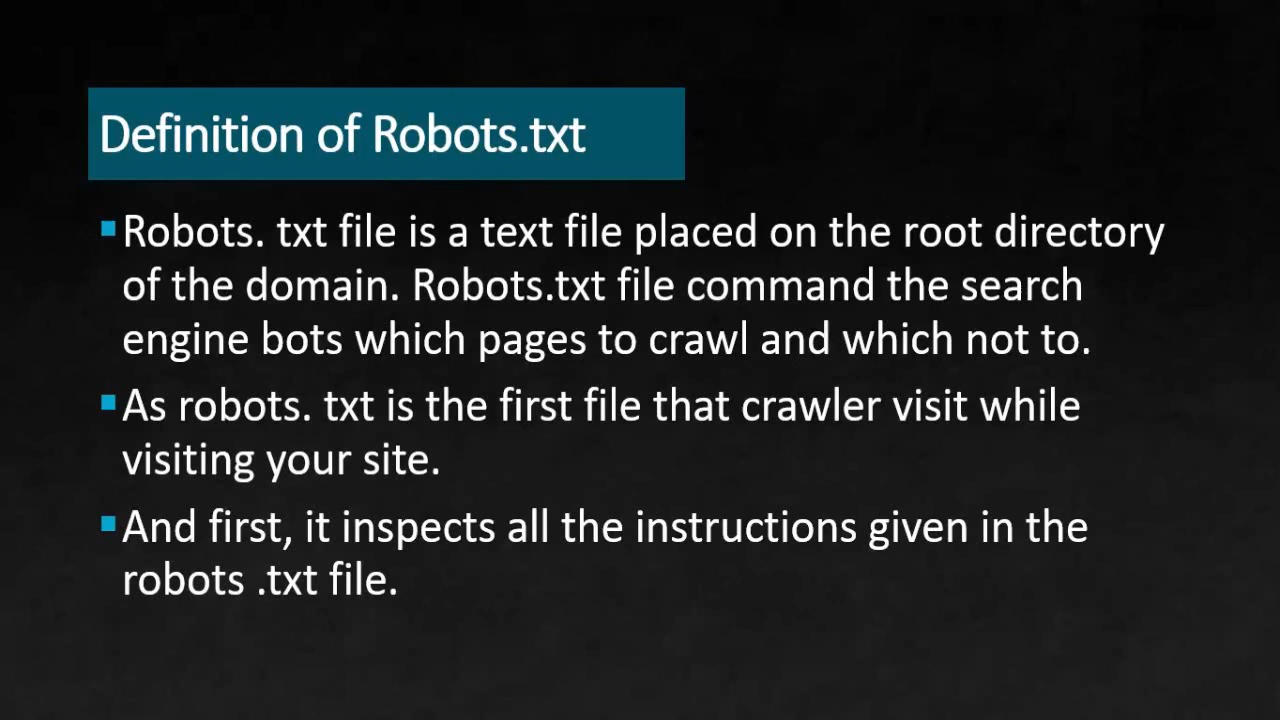 Definition of Robots.txt
▪Robots. txt file is a text file placed on the root directory
of the domain. Robots.txt file command the search
engine bots which pages to crawl and which not to.
▪As robots. txt is the first file that crawler visit while
visiting your site.
▪And first, it inspects all the instructions given in the
robots .txt file.